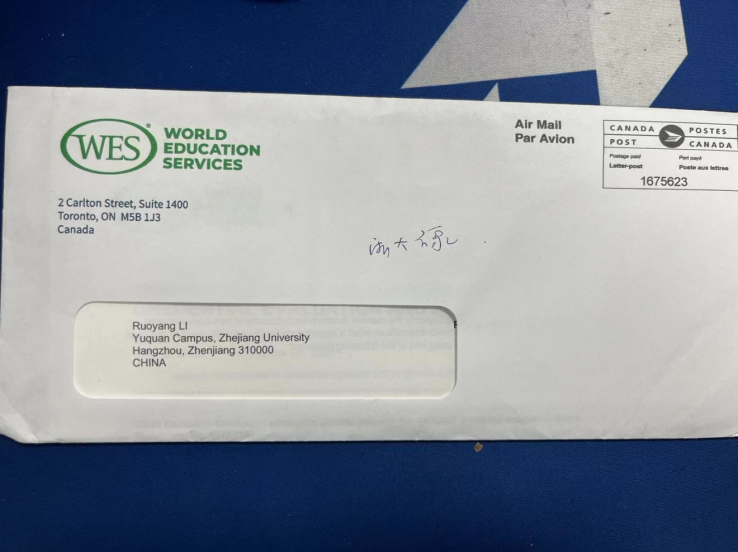 WES
WORLD
EDUCATION
SERVICES
2 Carlton Street, Suite 1400
Toronto, ON M5B 1J3
Canada
Air Mail
Par Avion
CANADA POSTES
POST CANADA
Postage paid Port payé
Letter-post Poste aux lettres
1675623
浙大
Ruoyang LI
Yuquan Campus, Zhejiang University
Hangzhou, Zhenjiang 310000
CHINA